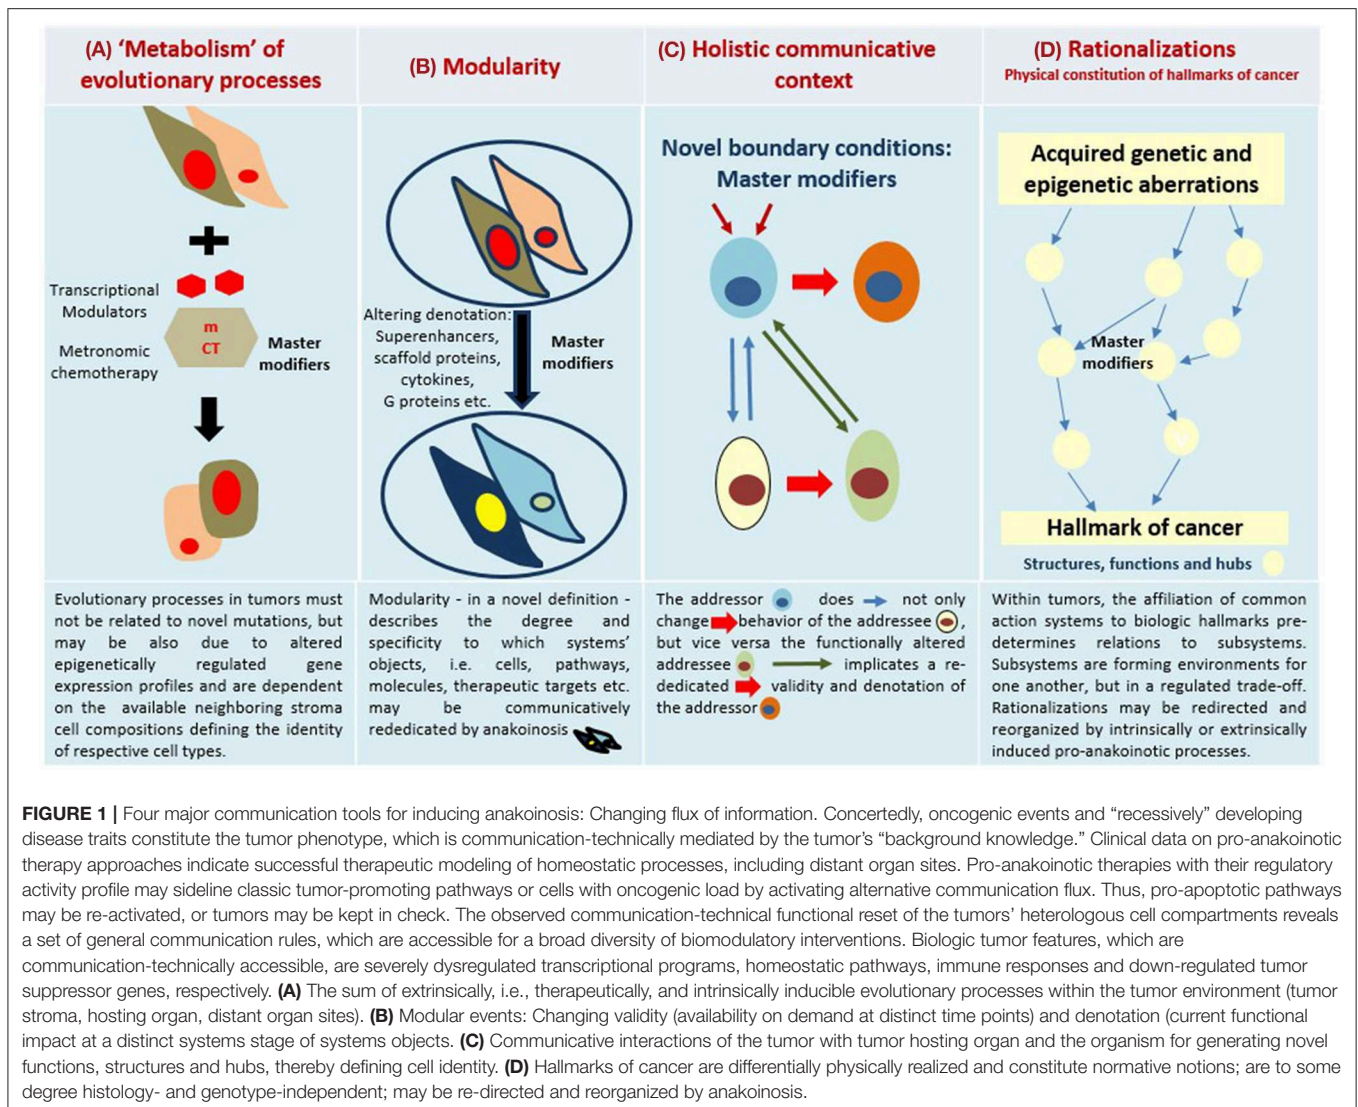 (A) ‘Metabolism’ of
evolutionary processes
(B) Modularity
(C) Holistic communicative
context
(D) Rationalizations
Physical constitution of hallmarks of cancer
Transcriptional
Modulators
Metronomic
chemotherapy
m
CT
Master
modifiers
Altering denotation:
Superenhancers,
scaffold proteins,
cytokines,
G proteins etc.
Master
modifiers
Novel boundary conditions:
Master modifiers
Acquired genetic and
epigenetic aberrations
Master
modifiers
V
Hallmark of cancer
Structures, functions and hubs
Evolutionary processes in tumors must
not be related to novel mutations, but
may be also due to altered
epigenetically regulated gene
expression profiles and are dependent
on the available neighboring stroma
cell compositions defining the identity
of respective cell types.
Modularity - in a novel definition -
describes the degree and
specificity to which systems’
objects, i.e. cells, pathways,
molecules, therapeutic targets etc.
may be communicatively
rededicated by anakoinosis
The addressor does not only
change behavior of the addressee ,
but vice versa the functionally altered
addressee implicates a re-
dedicated validity and denotation of
the addressor
Within tumors, the affiliation of common
action systems to biologic hallmarks pre-
determines relations to subsystems.
Subsystems are forming environments for
one another, but in a regulated trade-off.
Rationalizations may be redirected and
reorganized by intrinsically or extrinsically
induced pro-anakoinotic processes.
FIGURE 1 | Four major communication tools for inducing anakoinosis: Changing flux of information. Concertedly, oncogenic events and “recessively” developing
disease traits constitute the tumor phenotype, which is communication-technically mediated by the tumor’s “background knowledge.” Clinical data on pro-anakoinotic
therapy approaches indicate successful therapeutic modeling of homeostatic processes, including distant organ sites. Pro-anakoinotic therapies with their regulatory
activity profile may sideline classic tumor-promoting pathways or cells with oncogenic load by activating alternative communication flux. Thus, pro-apoptotic pathways
may be re-activated, or tumors may be kept in check. The observed communication-technical functional reset of the tumors’ heterologous cell compartments reveals
a set of general communication rules, which are accessible for a broad diversity of biomodulatory interventions. Biologic tumor features, which are
communication-technically accessible, are severely dysregulated transcriptional programs, homeostatic pathways, immune responses and down-regulated tumor
suppressor genes, respectively. (A) The sum of extrinsically, i.e., therapeutically, and intrinsically inducible evolutionary processes within the tumor environment (tumor
stroma, hosting organ, distant organ sites). (B) Modular events: Changing validity (availability on demand at distinct time points) and denotation (current functional
impact at a distinct systems stage of systems objects. (C) Communicative interactions of the tumor with tumor hosting organ and the organism for generating novel
functions, structures and hubs, thereby defining cell identity. (D) Hallmarks of cancer are differentially physically realized and constitute normative notions; are to some
degree histology- and genotype-independent; may be re-directed and reorganized by anakoinosis.